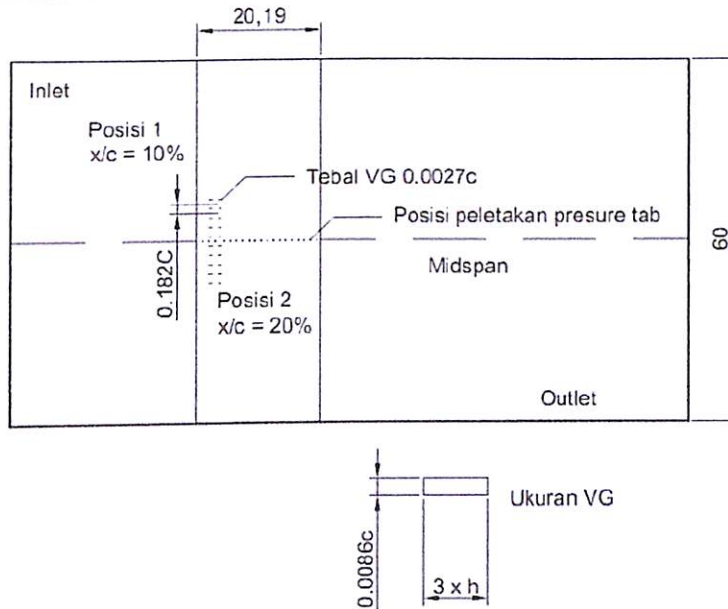 20,19
Inlet
Posisi 1
x/c = 10%
Tebal VG 0.0027c
Posisi peletakan presure tab
0.182C
60
Midspan
Posisi 2
x/c = 20%
Outlet
0.0086c
Ukuran VG
3 x h